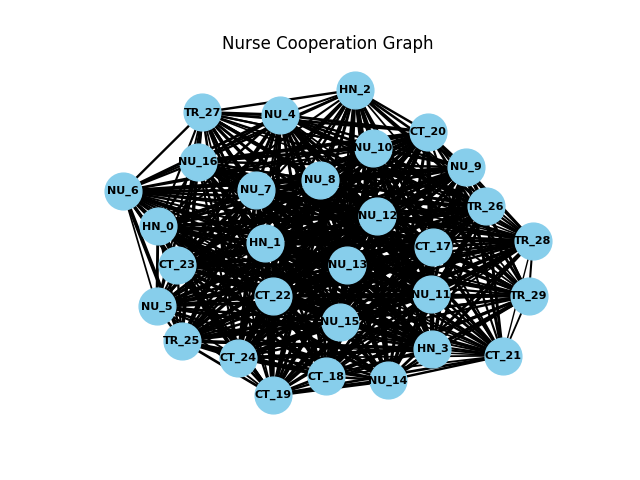 Nurse Cooperation Graph
HN_2
TR_27
NU_4
CT_20
NU_10
NU_16
NU_9
NU_8
NU_7
NU_6
TR_26
NU_12
HN_0
TR_28
HN_1
CT_17
CT_23
NU_13
NU_11
CT_22
TR_29
NU_5
NU_15
TR_25
HN_3
CT_21
CT_24
CT_18
NU_14
CT_19